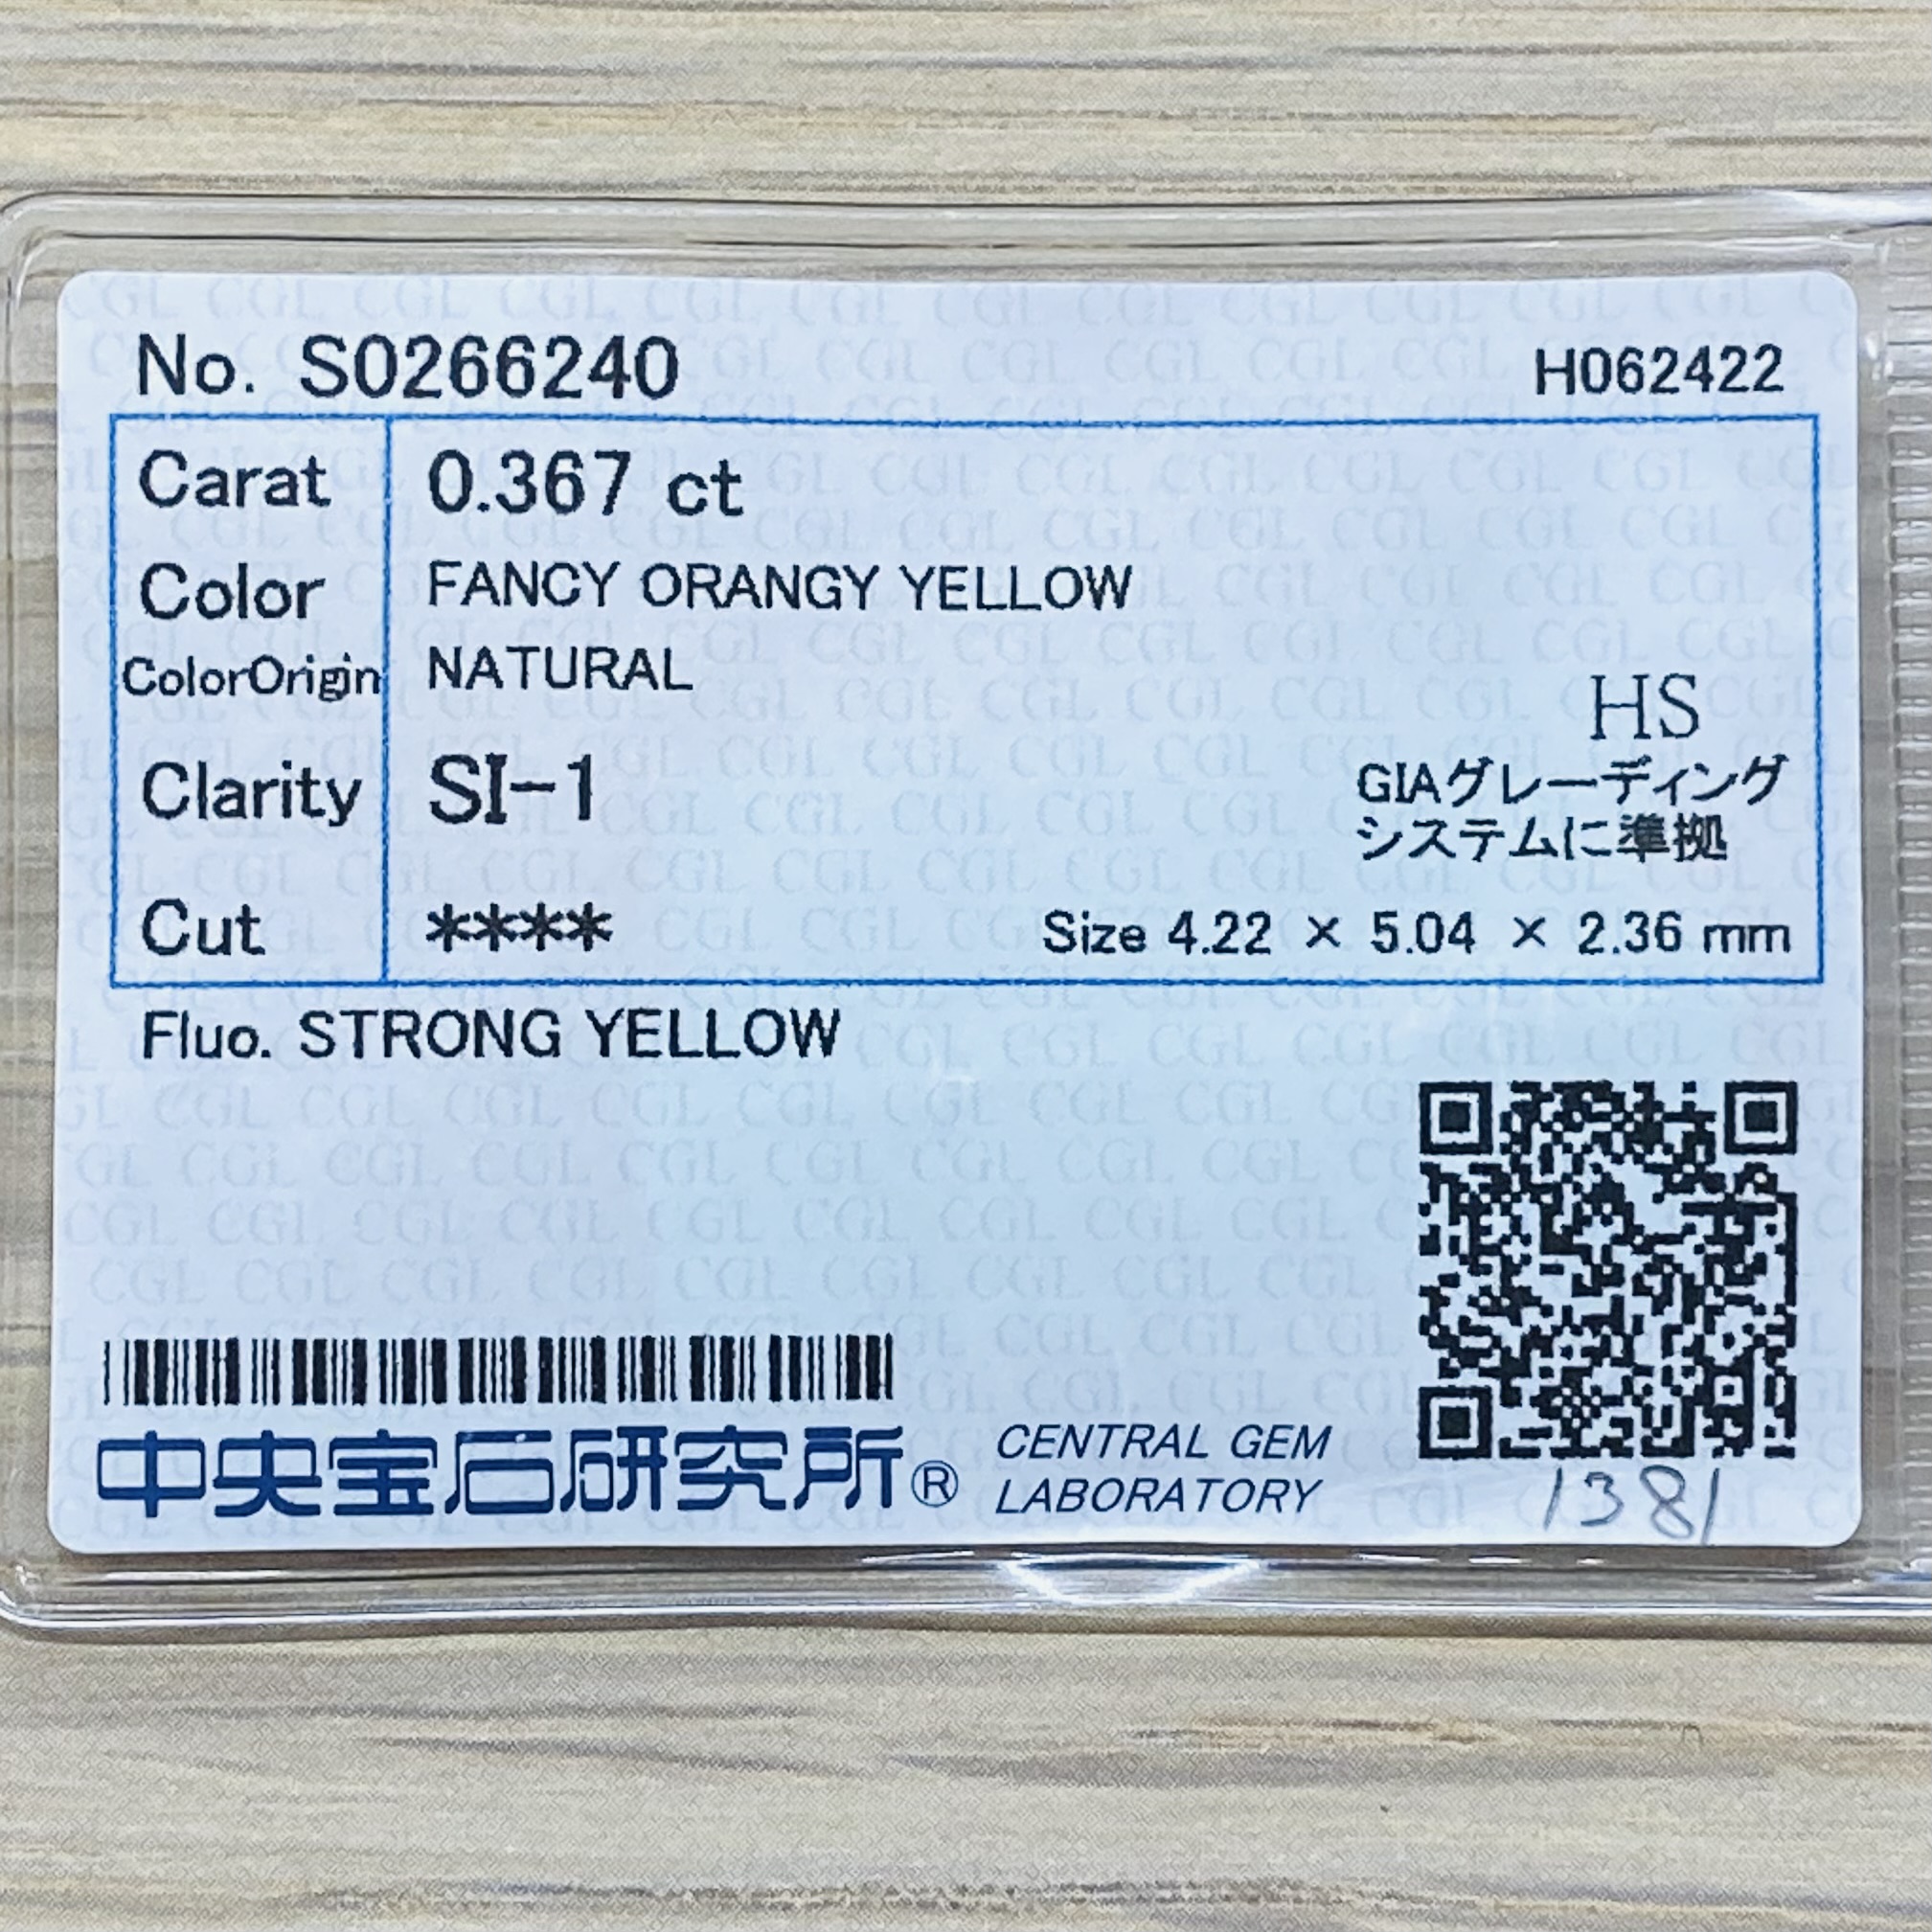 No. S0266240 H062422
Carat 0.367 ct
Color FANCY ORANGY YELLOW
ColorOrigin NATURAL
HS
Clarity SI-1
GIAグレーディング
システムに準拠
Cut **** Size 4.22 × 5.04 × 2.36 mm
Fluo. STRONG YELLOW
中央宝石研究所® CENTRAL GEM
LABORATORY
1381